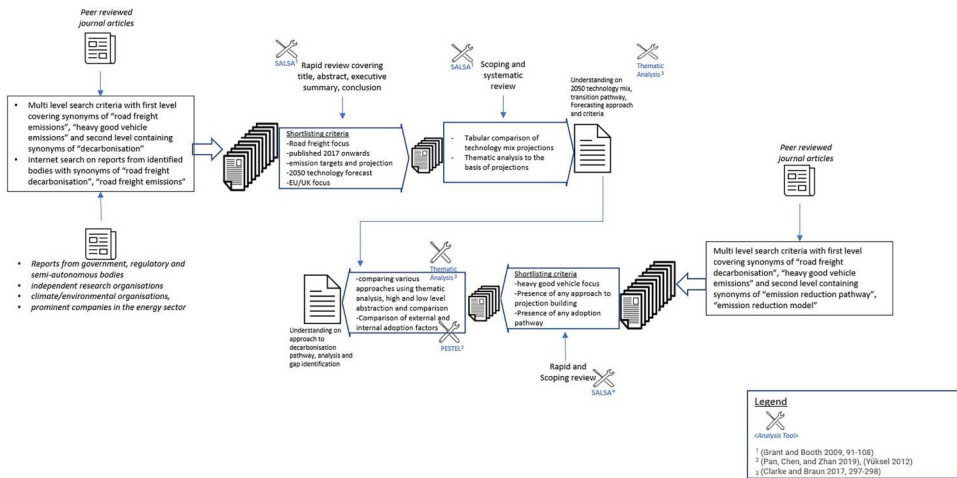 Peer reviewed
journal articles
• Multi level search criteria with first level
covering synonyms of “road freight
emissions”, “heavy good vehicle
emissions” and second level containing
synonyms of “decarbonisation”
• Internet search on reports from identified
bodies with synonyms of “road freight
decarbonisation”, “road freight emissions”
• Reports from government, regulatory and
semi-autonomous bodies
• independent research organisations
• climate/environmental organisations,
prominent companies in the energy sector
SALSA1
Rapid review covering
title, abstract, executive
summary, conclusion
Shortlisting criteria
-Road freight focus
-published 2017 onwards
-emission targets and projection
-2050 technology forecast
-EU/UK focus
SALSA1
Scoping and
systematic
review
- Tabular comparison of
technology mix projections
- Thematic analysis to the
basis of projections
Thematic
Analysis 3
Understanding on
2050 technology mix,
transition pathway,
Forecasting approach
and criteria
Peer reviewed
journal articles
Multi level search criteria with first level
covering synonyms of “road freight
decarbonisation”, “heavy good vehicle
emissions” and second level containing
synonyms of “emission reduction pathway”,
“emission reduction model”
Shortlisting criteria
-heavy good vehicle focus
-Presence of any approach to
projection building
-Presence of any adoption
pathway
Rapid and
Scoping review
SALSA*
Thematic
Analysis 3
-comparing various
approaches using thematic
analysis, high and low level
abstraction and comparison
-Comparison of external and
internal adoption factors
PESTEL2
Understanding on
approach to
decarbonisation
pathway, analysis and
gap identification
Legend
<Analysis Tool>
1 (Grant and Booth 2009, 91-108)
2 (Pan, Chen, and Zhan 2019), (Yüksel 2012)
3 (Clarke and Braun 2017, 297-298)